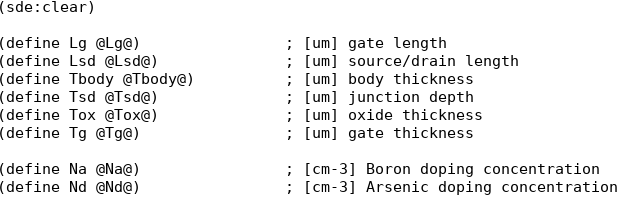 (sde:clear)

(define Lg @Lg@)                ; [um] gate length
(define Lsd @Lsd@)              ; [um] source/drain length
(define Tbody @Tbody@)          ; [um] body thickness
(define Tsd @Tsd@)              ; [um] junction depth
(define Tox @Tox@)              ; [um] oxide thickness
(define Tg @Tg@)                ; [um] gate thickness

(define Na @Na@)                ; [cm-3] Boron doping concentration
(define Nd @Nd@)                ; [cm-3] Arsenic doping concentration